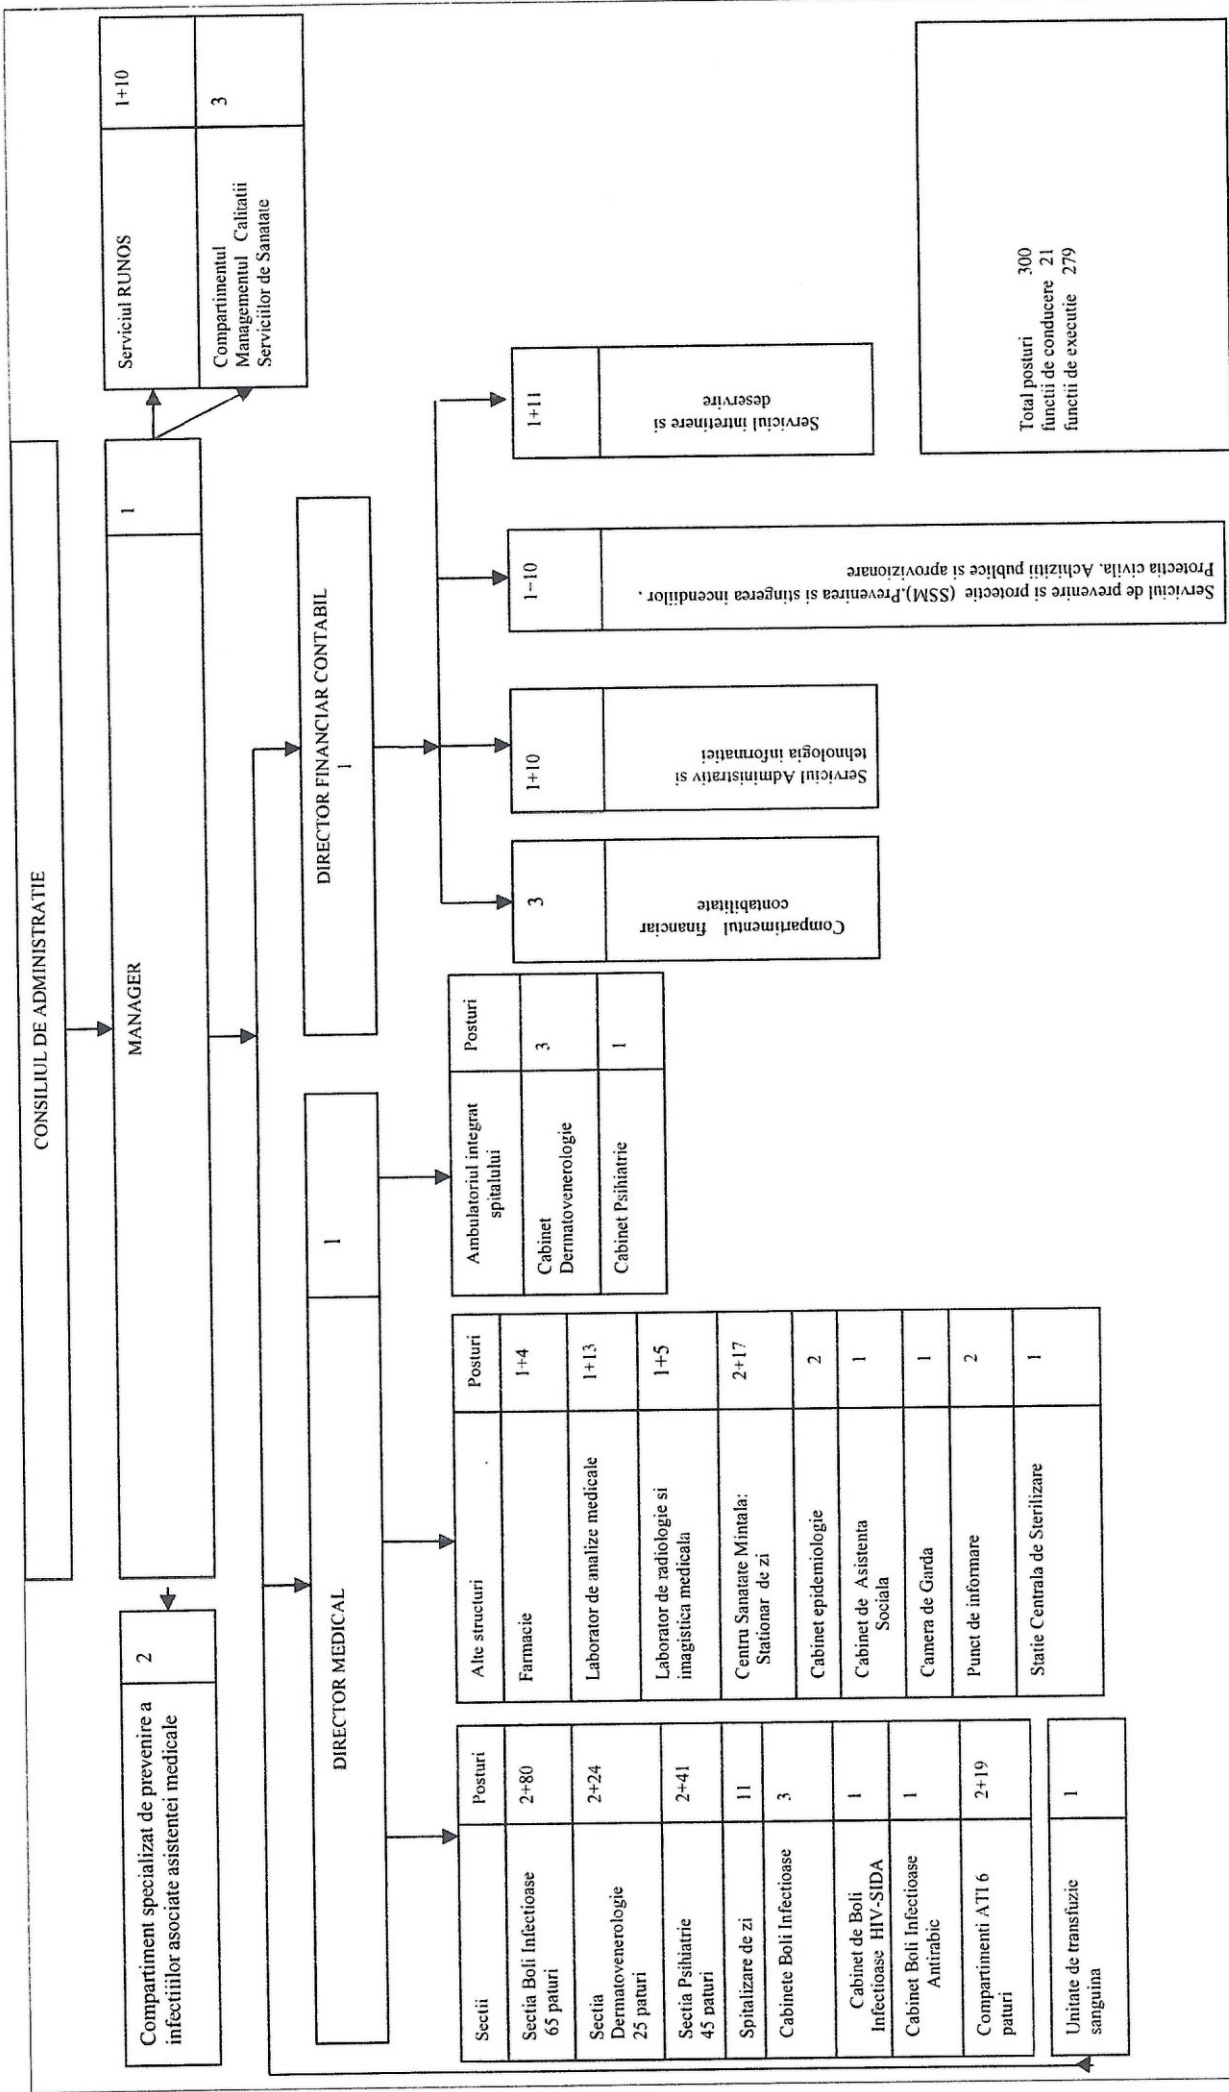 CONSILIUL DE ADMINISTRATIE
Compartiment specializat de prevenire a
infectiilor asociate asistentei medicale
2
MANAGER
1
Serviciul RUNOS
1+10
Compartimentul
Managementul Calitatii
Serviciilor de Sanatate
3
DIRECTOR MEDICAL
1
DIRECTOR FINANCIAR CONTABIL
1
Sectii
Posturi
Sectia Boli Infectioase
65 paturi
2+80
Sectia
Dermatovenerologie
25 paturi
2+24
Sectia Psihiatrie
45 paturi
2+41
Spitalizare de zi
11
Cabinete Boli Infectioase
3
Cabinet de Boli
Infectioase HIV-SIDA
1
Cabinet Boli Infectioase
Antirabic
1
Compartimenti ATI 6
paturi
2+19
Unitate de transfuzie
sanguina
1
Alte structuri
Posturi
Farmacie
1+4
Laborator de analize medicale
1+13
Laborator de radiologie si
imagistica medicala
1+5
Centru Sanatate Mintala:
Stationar de zi
2+17
Cabinet epidemiologie
2
Cabinet de Asistenta
Sociala
1
Camera de Garda
1
Punct de informare
2
Statie Centrala de Sterilizare
1
Ambulatoriul integrat
spitalului
Posturi
Cabinet
Dermatovenerologie
3
Cabinet Psihiatrie
1
3
Compartimentul financiar
contabilitate
1+10
Serviciul Administrativ si
tehnologia informatiei
1-10
Serviciul de prevenire si protectie (SSM).Prevenirea si stingerea incendiilor .
Protectia civila. Achizitii publice si aprovizionare
1+11
Serviciul intretinere si
deservire
Total posturi 300
functii de conducere 21
functii de executie 279